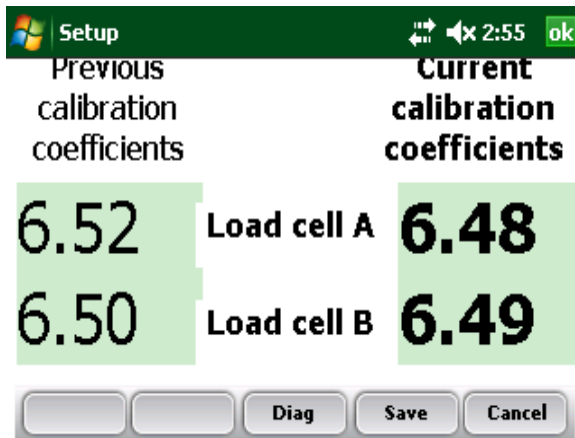 Setup 2:55 ok
Previous Current
calibration calibration
coefficients coefficients
6.52 Load cell A 6.48
6.50 Load cell B 6.49
Diag Save Cancel